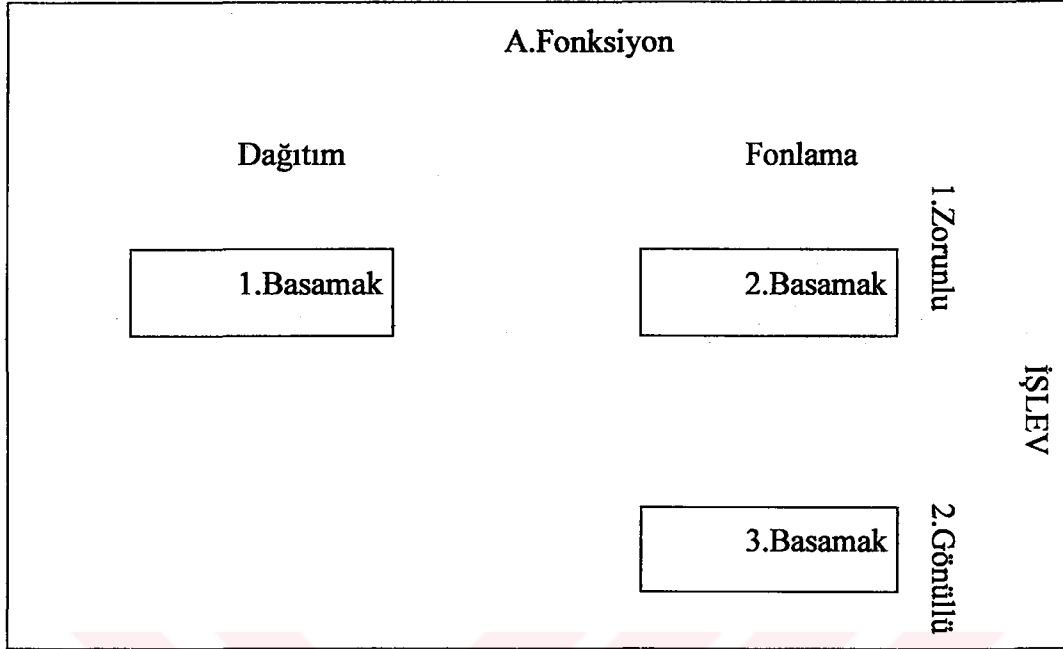 A.Fonksiyon
Dağıtım
Fonlama
1.Zorunlu
1.Basamak
2.Basamak
İŞLEV
3.Basamak
2.Gönüllü